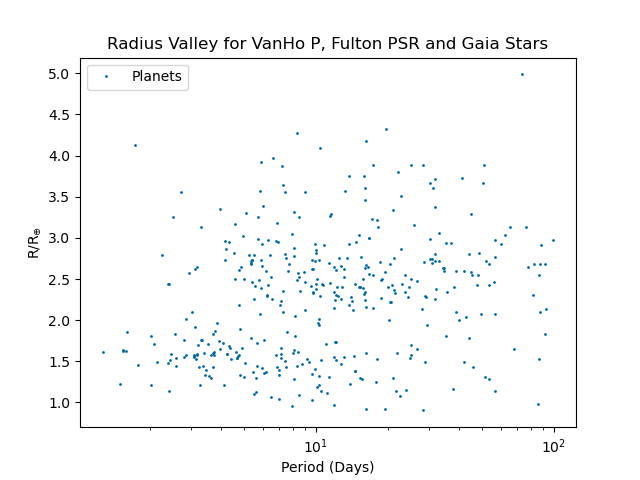 Radius Valley for VanHo P, Fulton PSR and Gaia Stars
Planets
5.0
4.5
4.0
3.5
3.0
2.5
2.0
1.5
1.0
R/R⊕
10¹
10²
Period (Days)